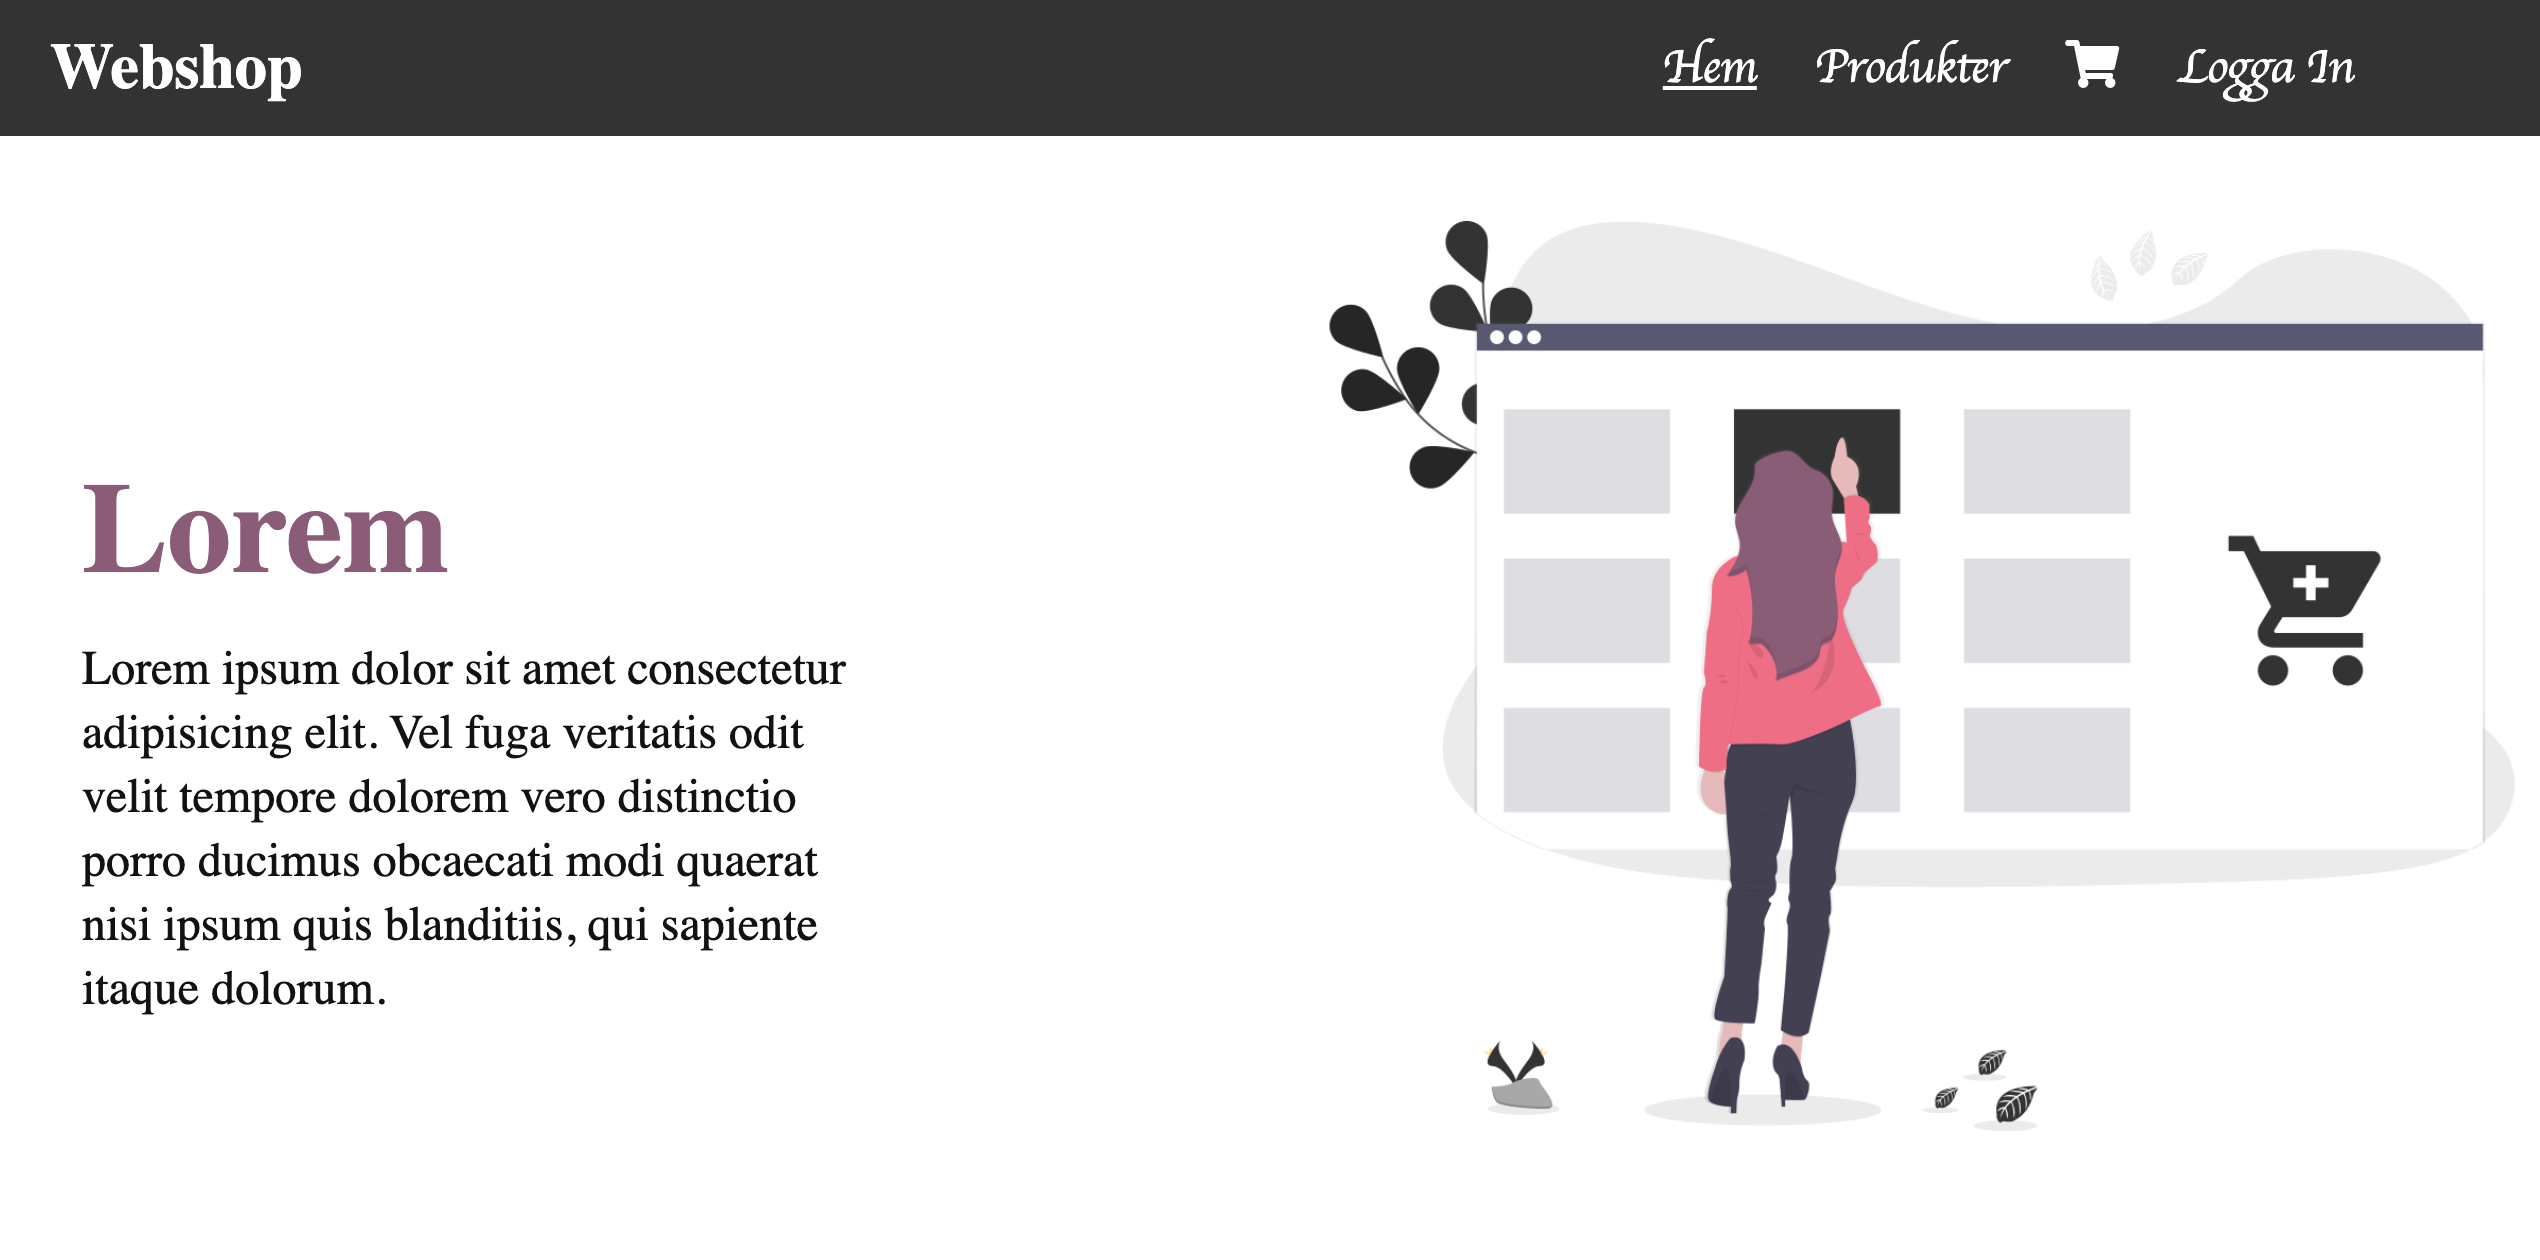 Webshop
Hem Produkter Logga In
Lorem
Lorem ipsum dolor sit amet consectetur
adipisicing elit. Vel fuga veritatis odit
velit tempore dolorem vero distinctio
porro ducimus obcaecati modi quaerat
nisi ipsum quis blanditiis, qui sapiente
itaque dolorum.